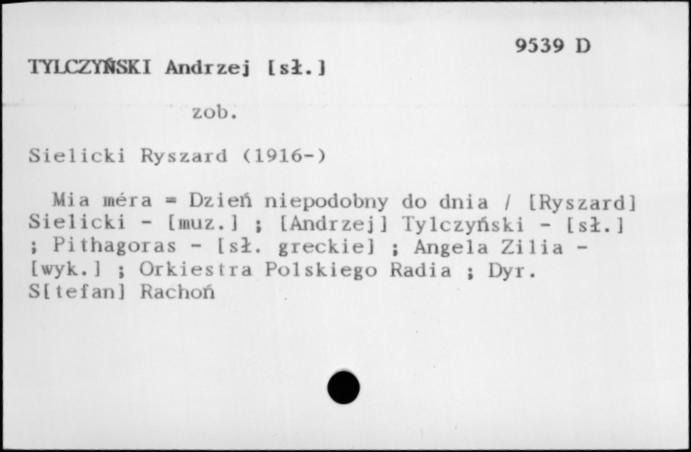 9539 D
TYLCZYŃSKI Andrzej [sł.]
zob.
Sielicki Ryszard (1916-)
Mia méra = Dzień niepodobny do dnia / [Ryszard]
Sielicki - [muz.] ; [Andrzej] Tylczyński - [sł.]
; Pithagoras - [sł. greckie] ; Angela Zilia -
[wyk.] ; Orkiestra Polskiego Radia ; Dyr.
S[tefan] Rachoń